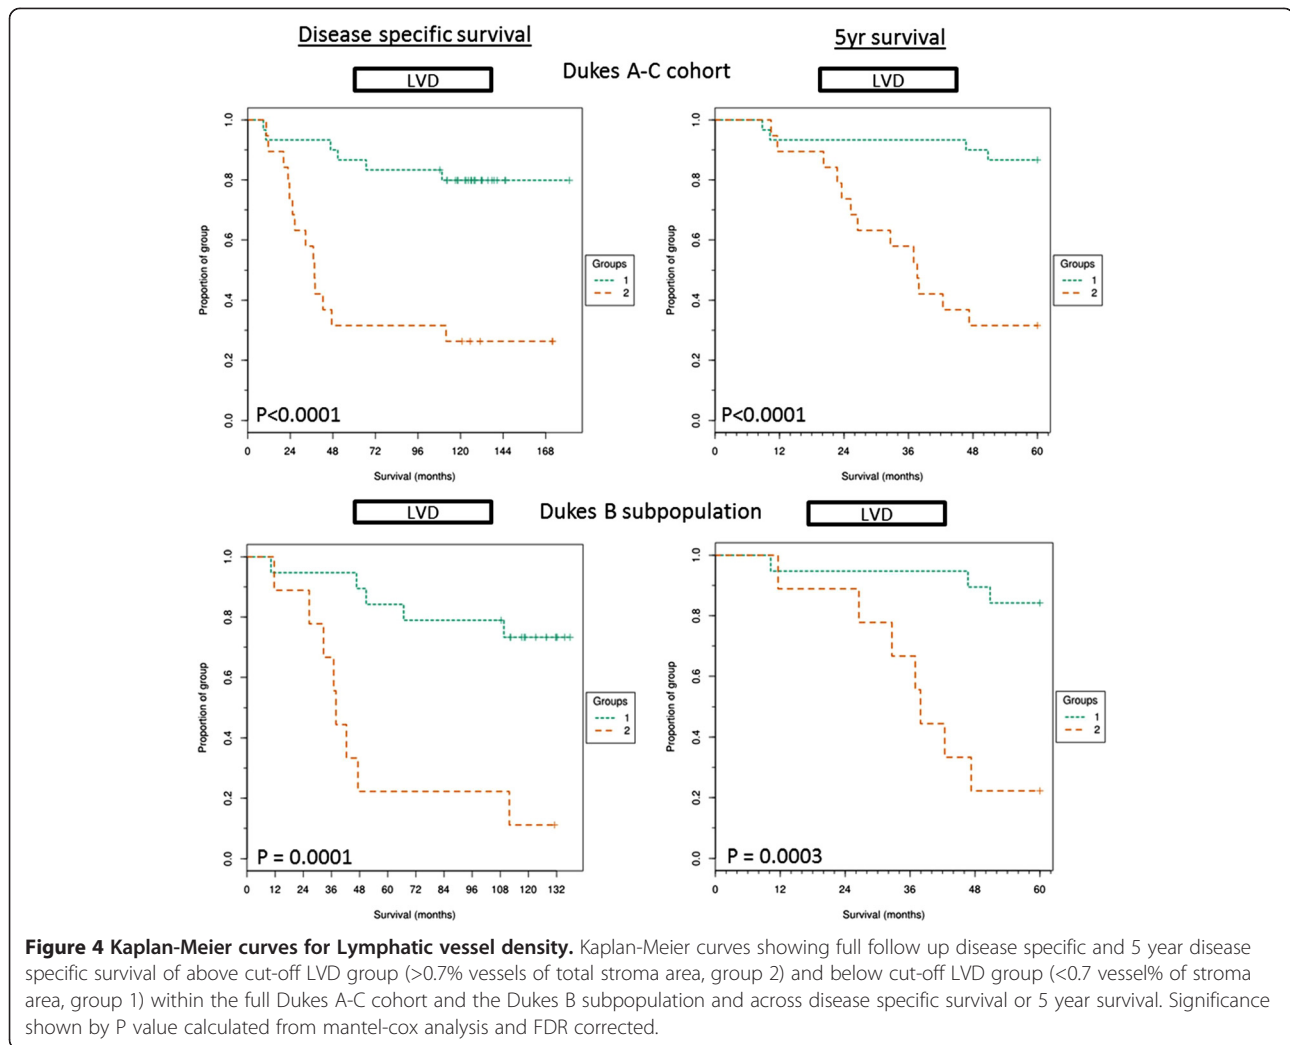 Disease specific survival
5yr survival
Dukes A-C cohort
LVD
LVD
Proportion of group
1.0
0.8
0.6
0.4
0.2
0.0
P<0.0001
0 24 48 72 96 120 144 168
Survival (months)
Groups
1
2
Proportion of group
1.0
0.8
0.6
0.4
0.2
0.0
P<0.0001
0 12 24 36 48 60
Survival (months)
Groups
1
2
Dukes B subpopulation
LVD
LVD
Proportion of group
1.0
0.8
0.6
0.4
0.2
0.0
P = 0.0001
0 12 24 36 48 60 72 84 96 108 120 132
Survival (months)
Groups
1
2
Proportion of group
1.0
0.8
0.6
0.4
0.2
0.0
P = 0.0003
0 12 24 36 48 60
Survival (months)
Groups
1
2
Figure 4 Kaplan-Meier curves for Lymphatic vessel density. Kaplan-Meier curves showing full follow up disease specific and 5 year disease
specific survival of above cut-off LVD group (>0.7% vessels of total stroma area, group 2) and below cut-off LVD group (<0.7 vessel% of stroma
area, group 1) within the full Dukes A-C cohort and the Dukes B subpopulation and across disease specific survival or 5 year survival. Significance
shown by P value calculated from mantel-cox analysis and FDR corrected.